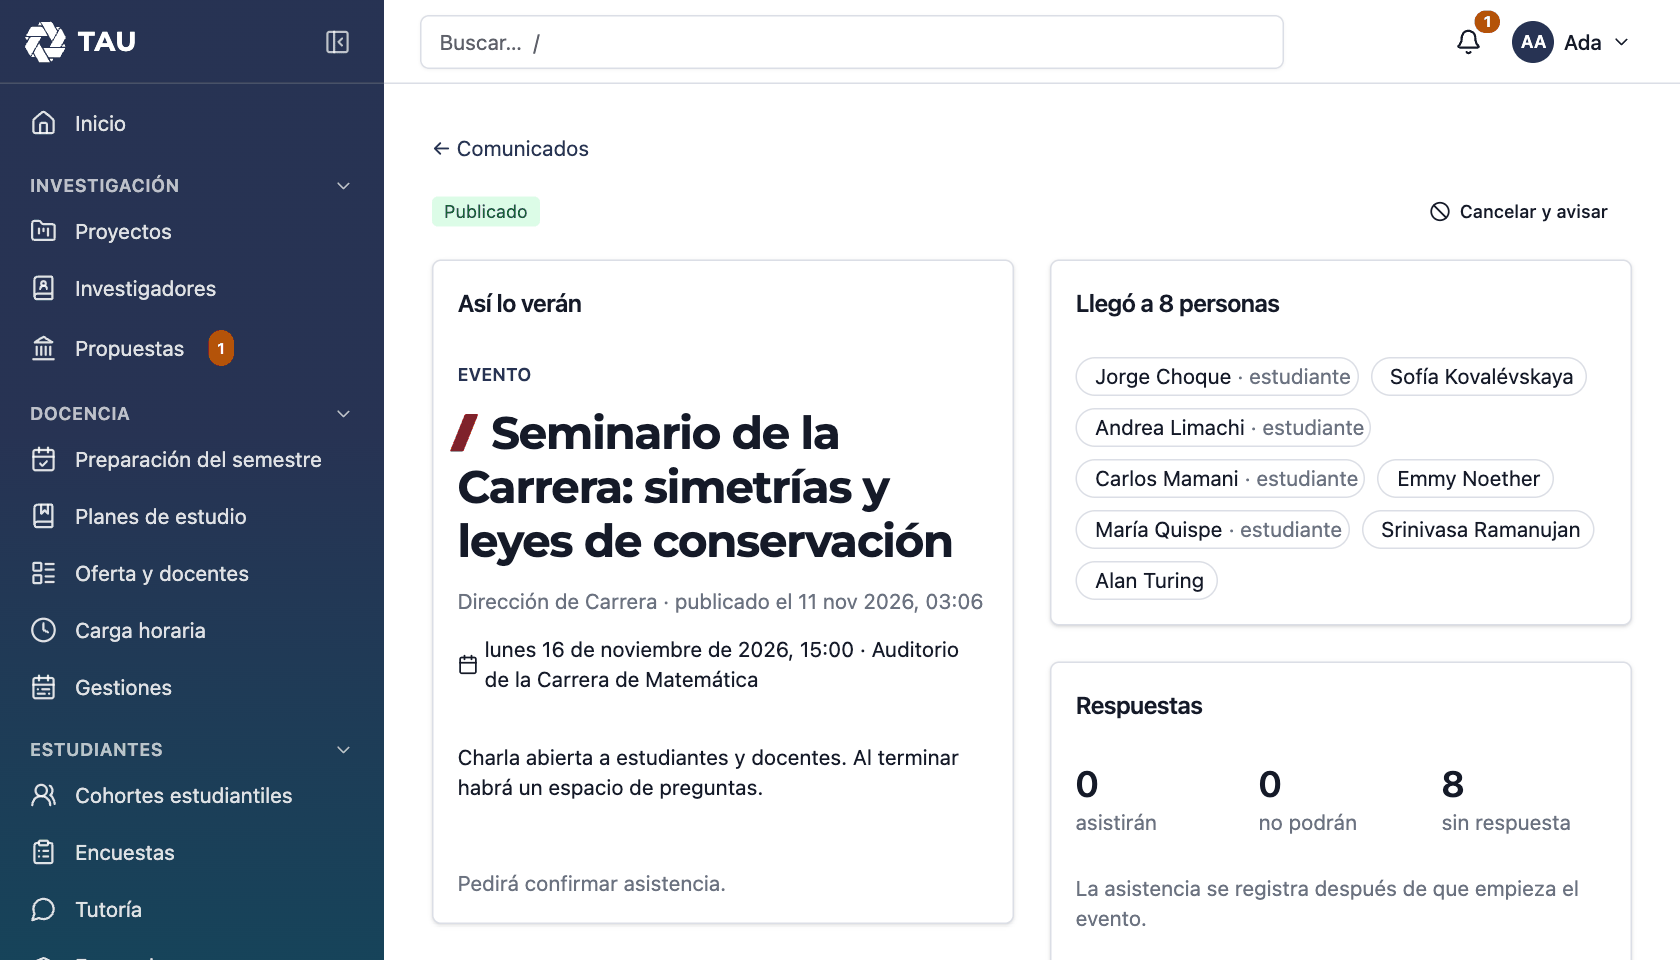 TAU
Buscar... /
1
AA
Ada
Inicio
INVESTIGACIÓN
Proyectos
Investigadores
Propuestas
1
DOCENCIA
Preparación del semestre
Planes de estudio
Oferta y docentes
Carga horaria
Gestiones
ESTUDIANTES
Cohortes estudiantiles
Encuestas
Tutoría
← Comunicados
Publicado
Cancelar y avisar
Así lo verán
EVENTO
Seminario de la
Carrera: simetrías y
leyes de conservación
Dirección de Carrera · publicado el 11 nov 2026, 03:06
lunes 16 de noviembre de 2026, 15:00 · Auditorio
de la Carrera de Matemática
Charla abierta a estudiantes y docentes. Al terminar
habrá un espacio de preguntas.
Pedirá confirmar asistencia.
Llegó a 8 personas
Jorge Choque · estudiante
Sofía Kovalévskaya
Andrea Limachi · estudiante
Carlos Mamani · estudiante
Emmy Noether
María Quispe · estudiante
Srinivasa Ramanujan
Alan Turing
Respuestas
0
asistirán
0
no podrán
8
sin respuesta
La asistencia se registra después de que empieza el
evento.